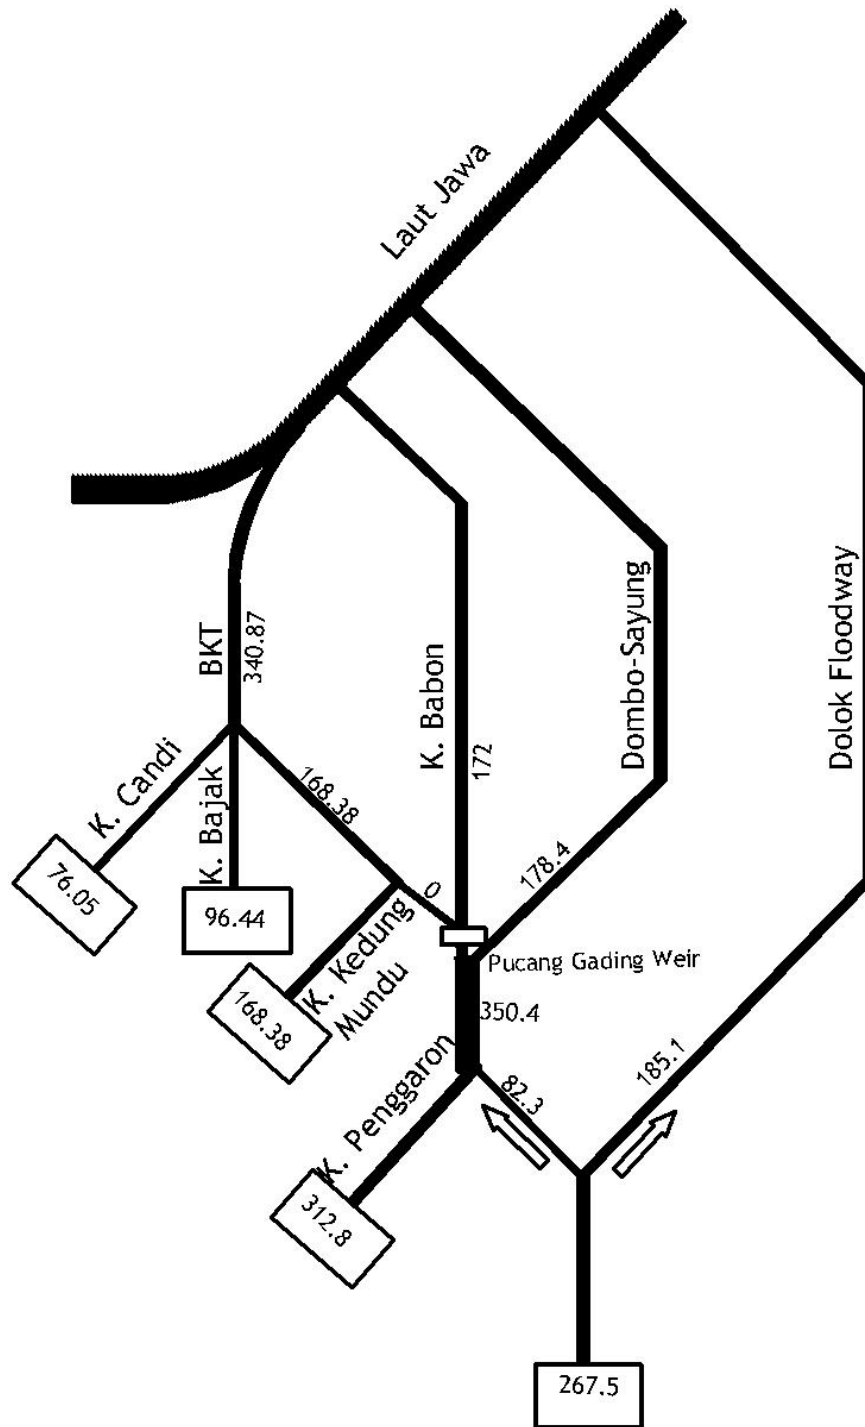 Laut Jawa
BKT
340.87
K. Candi
76.05
K. Bajak
96.44
168.38
K. Kedung
Mundu
168.38
0
K. Babon
172
Dombo-Sayung
178.4
Dolok Floodway
Pucang Gading Weir
350.4
K. Penggaron
312.8
82.3
185.1
267.5